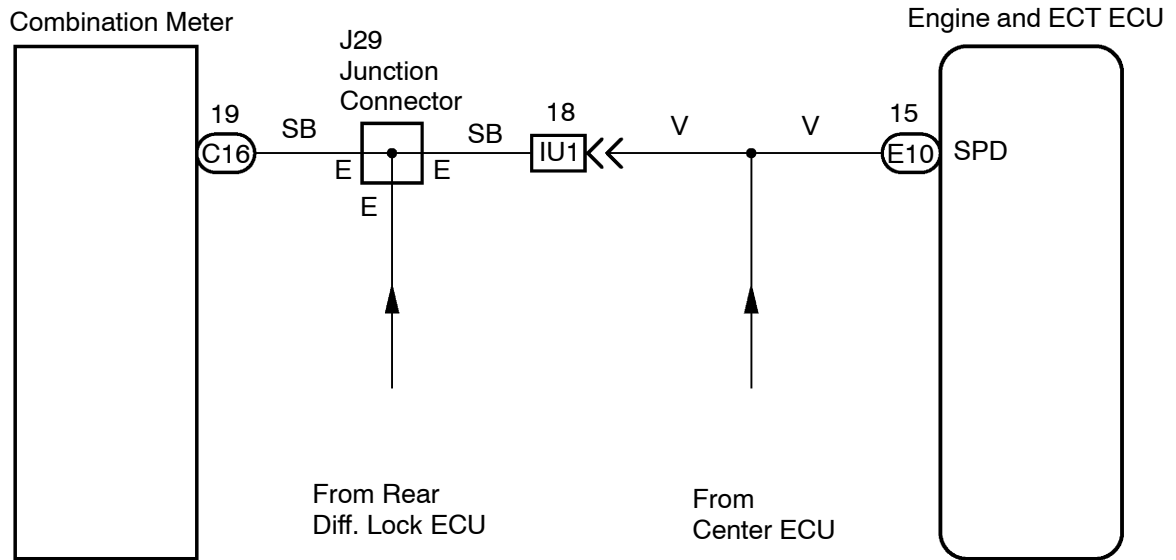 Combination Meter
Engine and ECT ECU
J29
Junction
Connector
19
C16
SB
E
E
E
SB
18
IU1
V
V
15
E10
SPD
From Rear
Diff. Lock ECU
From
Center ECU